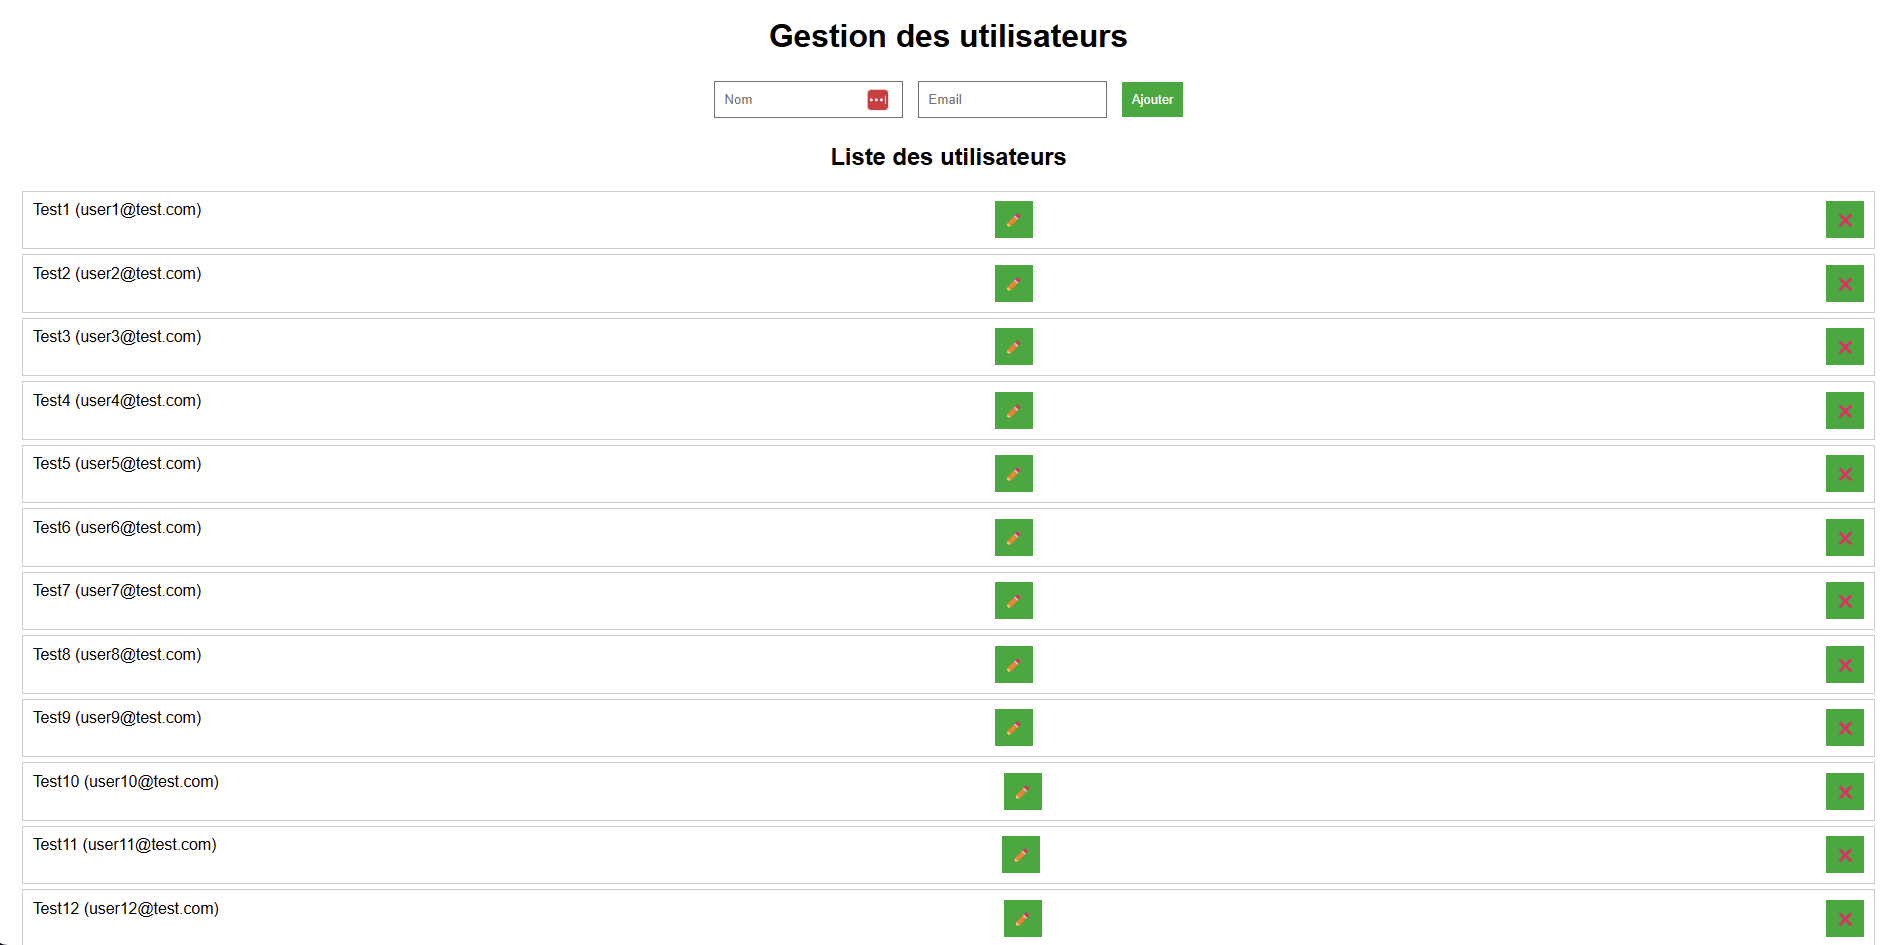 Gestion des utilisateurs
Nom Email Ajouter
Liste des utilisateurs
Test1 (user1@test.com)
Test2 (user2@test.com)
Test3 (user3@test.com)
Test4 (user4@test.com)
Test5 (user5@test.com)
Test6 (user6@test.com)
Test7 (user7@test.com)
Test8 (user8@test.com)
Test9 (user9@test.com)
Test10 (user10@test.com)
Test11 (user11@test.com)
Test12 (user12@test.com)